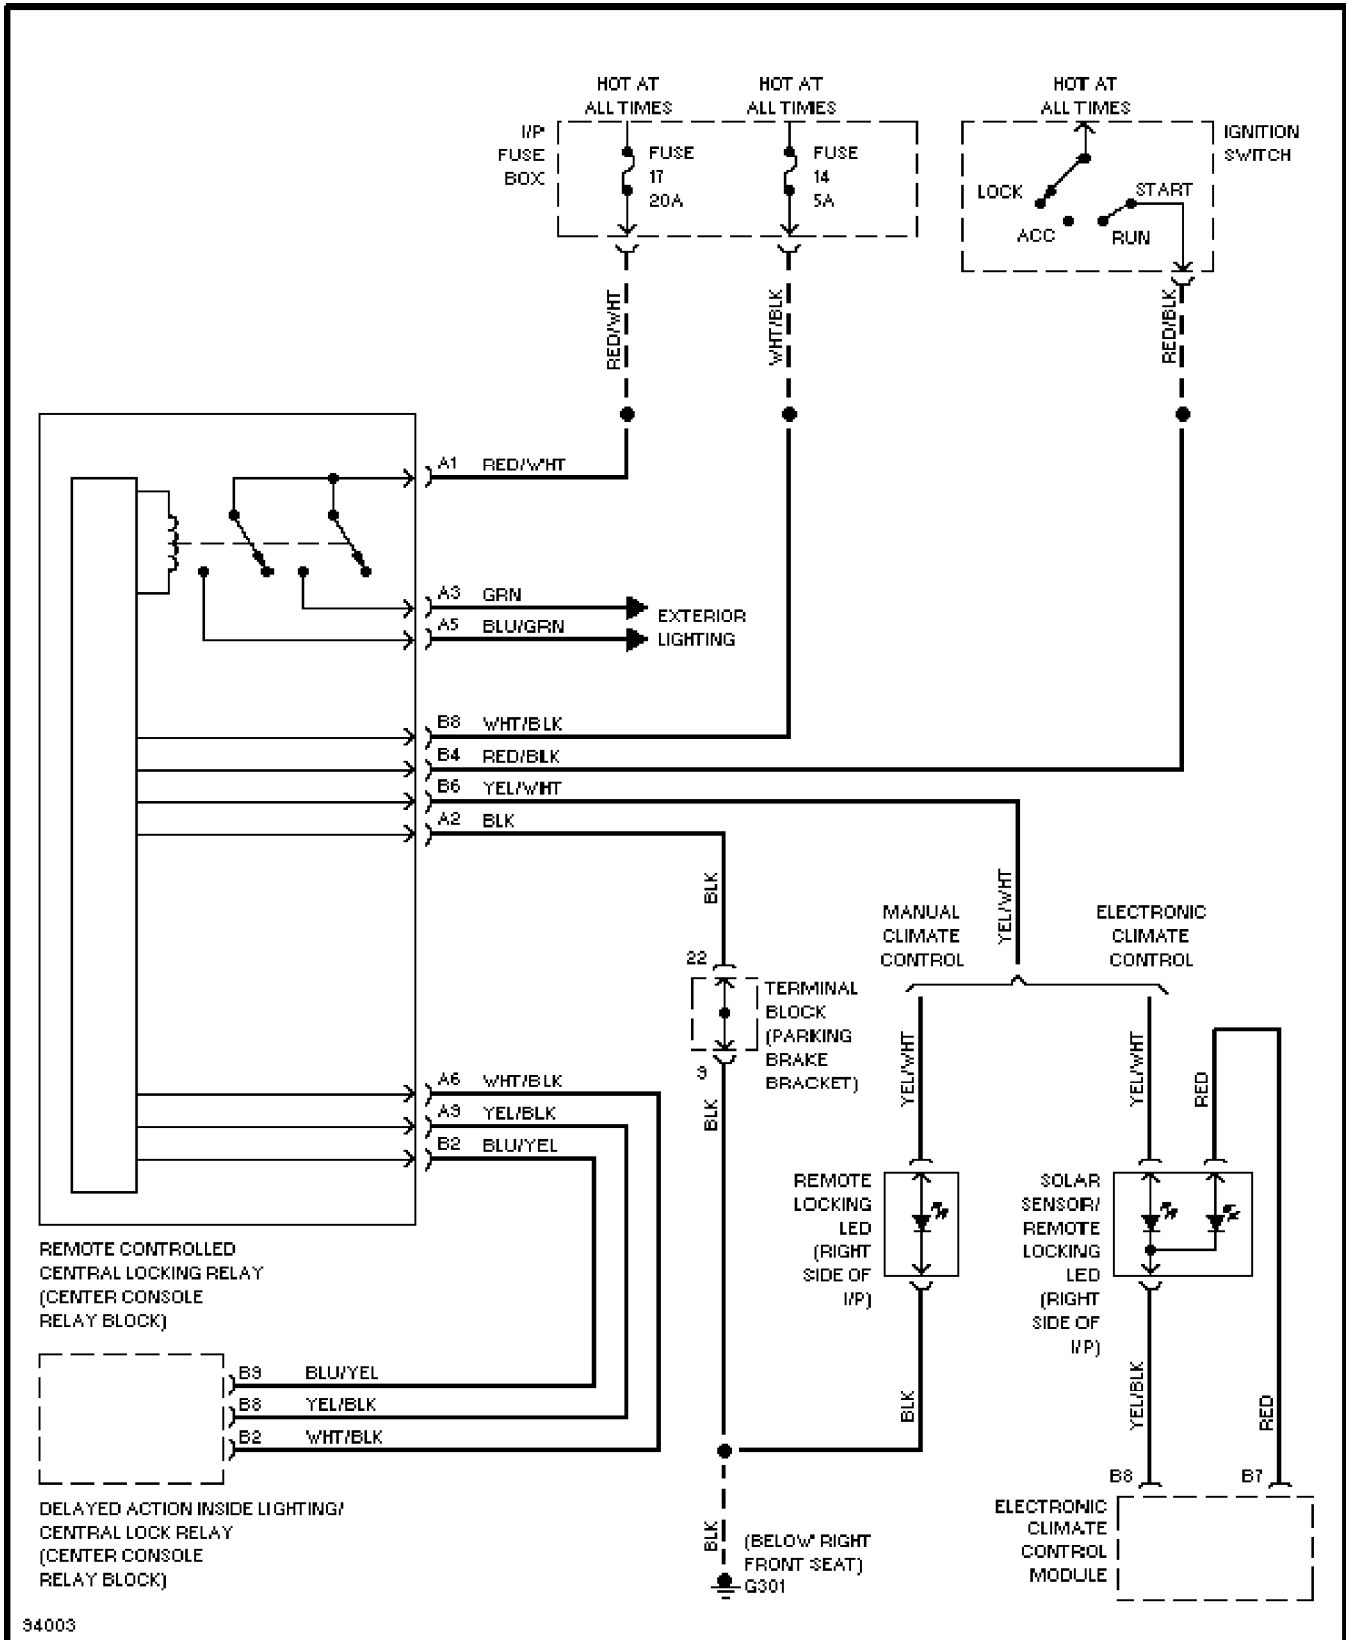 HOT AT
ALL TIMES
HOT AT
ALL TIMES
HOT AT
ALL TIMES
I/P
FUSE
BOX
FUSE
17
20A
FUSE
14
5A
IGNITION
SWITCH
LOCK
START
ACC
RUN
RED/WHT
WHT/BLK
RED/BLK
A1 RED/WHT
A3 GRN
A5 BLU/GRN
EXTERIOR
LIGHTING
B8 WHT/BLK
B4 RED/BLK
B6 YEL/WHT
A2 BLK
BLK
YEL/WHT
MANUAL
CLIMATE
CONTROL
ELECTRONIC
CLIMATE
CONTROL
22
TERMINAL
BLOCK
(PARKING
BRAKE
BRACKET)
9
BLK
YEL/WHT
YEL/WHT
RED
A6 WHT/BLK
A9 YEL/BLK
B2 BLU/YEL
REMOTE
LOCKING
LED
(RIGHT
SIDE OF
I/P)
SOLAR
SENSOR/
REMOTE
LOCKING
LED
(RIGHT
SIDE OF
I/P)
REMOTE CONTROLLED
CENTRAL LOCKING RELAY
(CENTER CONSOLE
RELAY BLOCK)
B9 BLU/YEL
B8 YEL/BLK
B2 WHT/BLK
BLK
YEL/BLK
RED
B8
B7
DELAYED ACTION INSIDE LIGHTING/
CENTRAL LOCK RELAY
(CENTER CONSOLE
RELAY BLOCK)
BLK
(BELOW RIGHT
FRONT SEAT)
G301
ELECTRONIC
CLIMATE
CONTROL
MODULE
94003